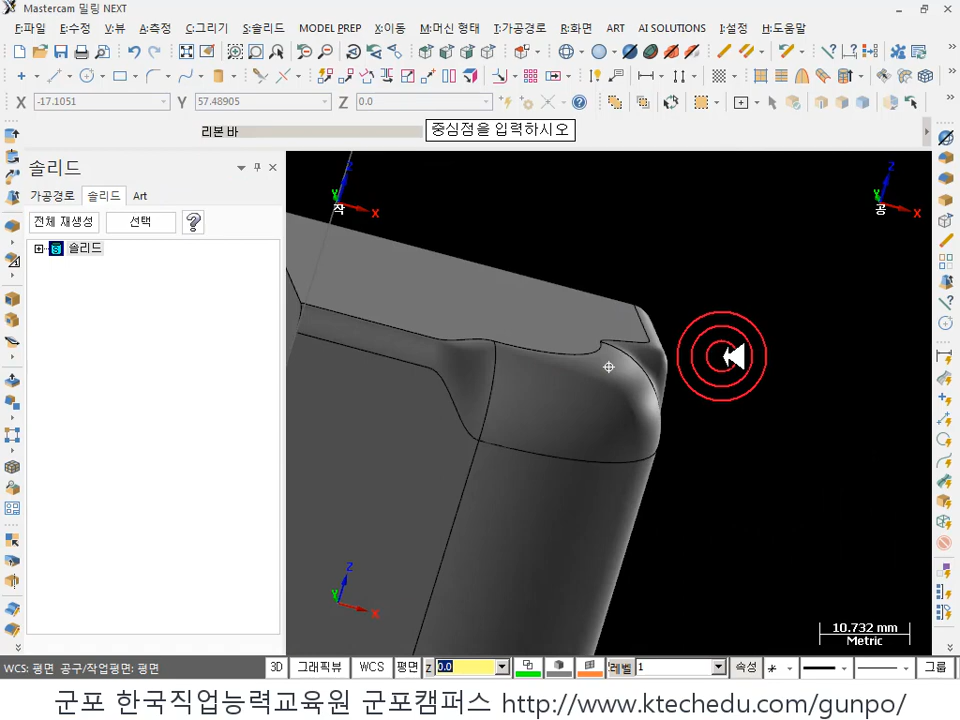 Mastercam 밀링 NEXT
F:파일 E:수정 V:뷰 A:측정 C:그리기 S:솔리드 MODEL PREP X:이동 M:머신 형태 T:가공경로 R:화면 ART AI SOLUTIONS I:설정 H:도움말
X -17.1051 Y 57.48905 Z 0.0
리본 바 중심점을 입력하시오
솔리드
가공경로 솔리드 Art
전체 재생성 선택
솔리드
Z Y 작 X
Z Y 공 X
Z Y X
10.732 mm
Metric
WCS: 평면 공구/작업평면: 평면 3D 그래픽뷰 WCS 평면 Z 0.0 레벨 1 속성 그룹
군포 한국직업능력교육원 군포캠퍼스 http://www.ktechedu.com/gunpo/